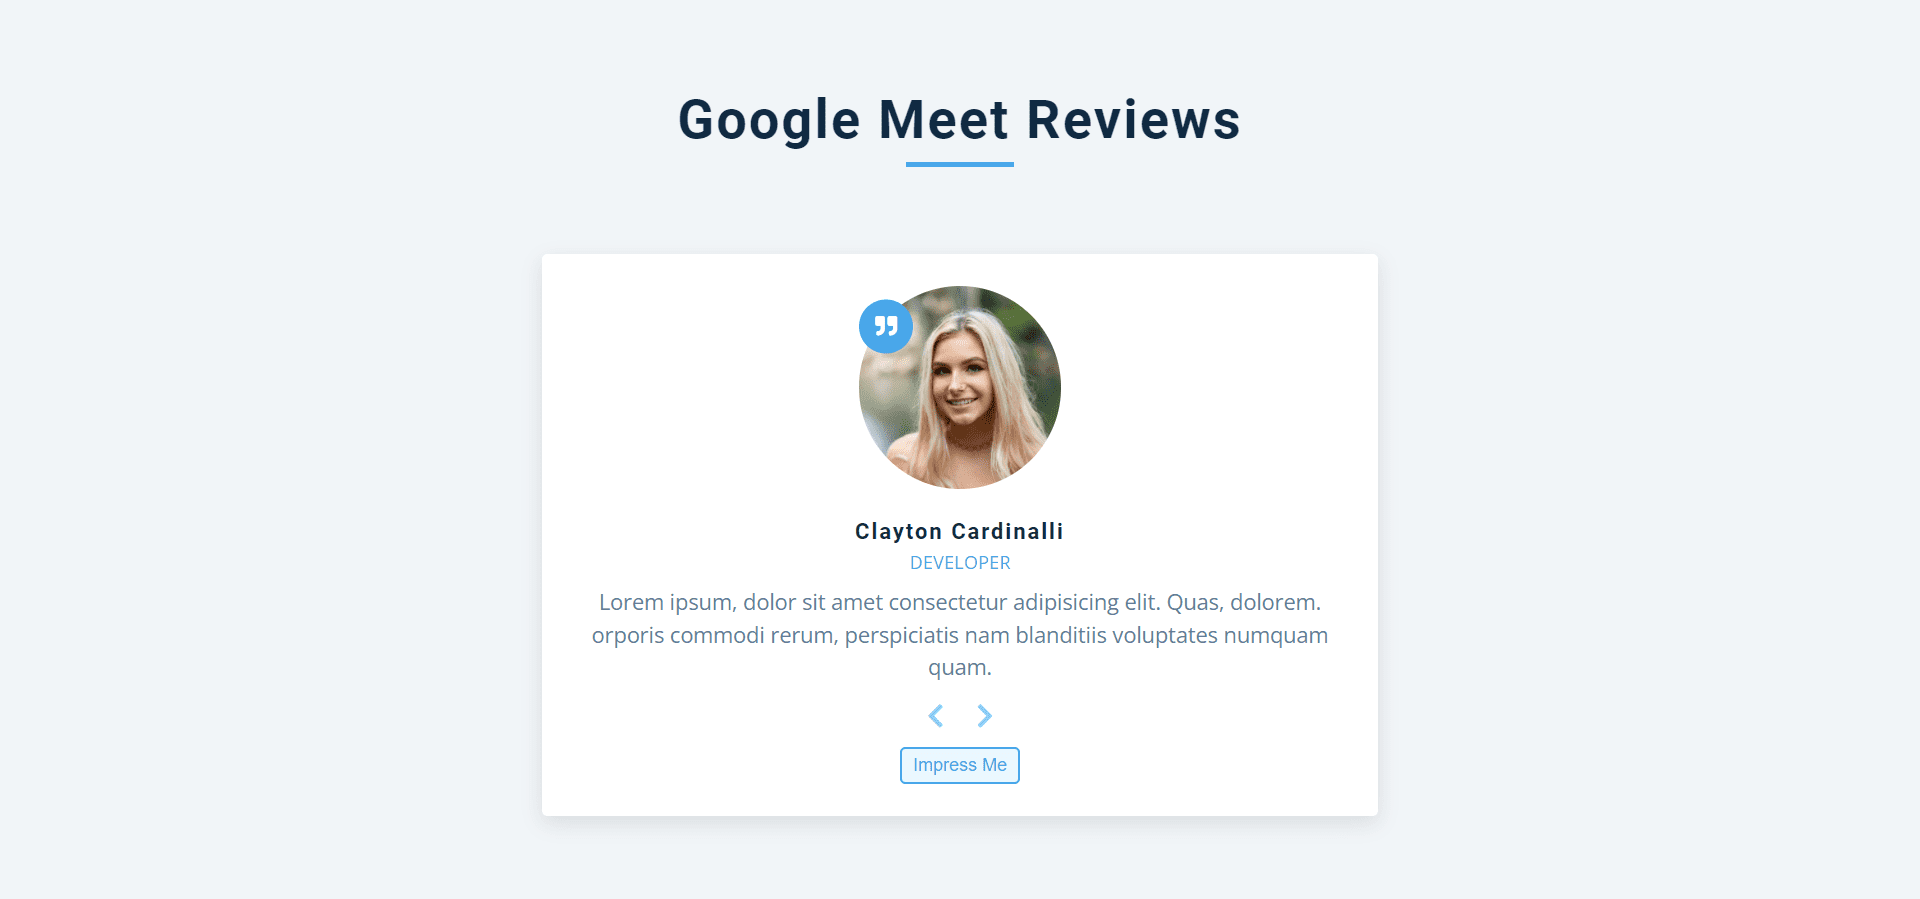 Google Meet Reviews
Clayton Cardinalli
DEVELOPER
Lorem ipsum, dolor sit amet consectetur adipisicing elit. Quas, dolorem.
orporis commodi rerum, perspiciatis nam blanditiis voluptates numquam
quam.
Impress Me